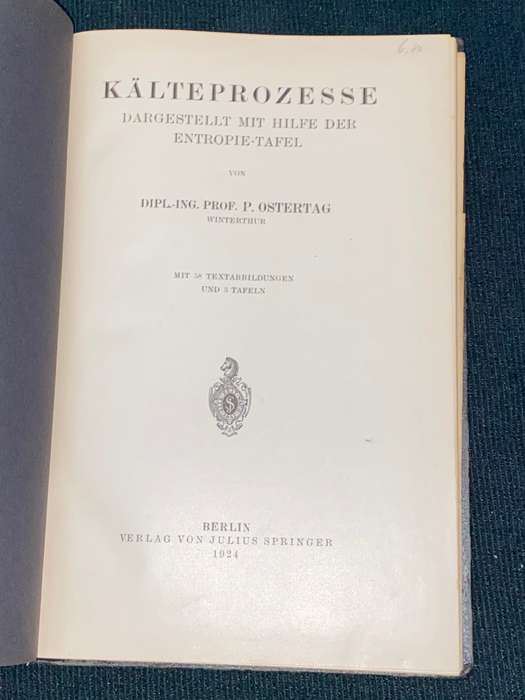 KÄLTEPROZESSE
DARGESTELLT MIT HILFE DER
ENTROPIE-TAFEL
VON
DIPL.-ING. PROF. P. OSTERTAG
WINTERTHUR
MIT 58 TEXTABBILDUNGEN
UND 3 TAFELN
BERLIN
VERLAG VON JULIUS SPRINGER
1924